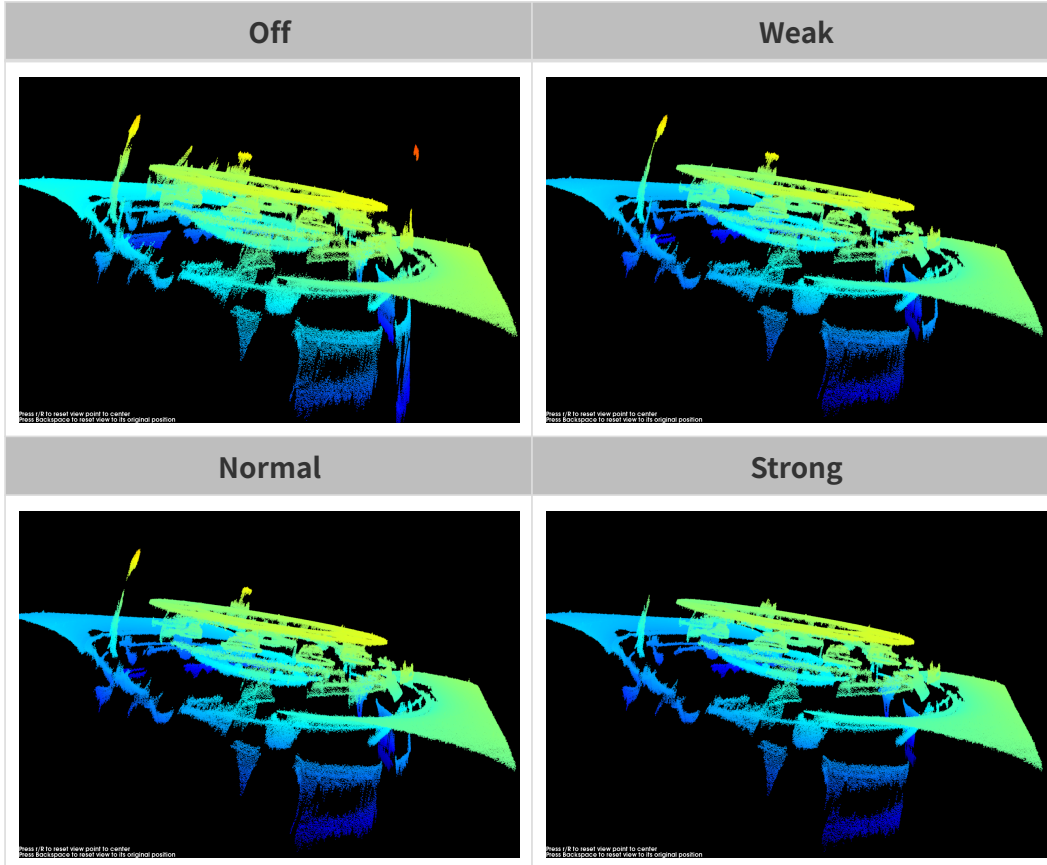 Off
Weak
Press r/R to reset view point to center
Press Backspace to reset view to its original position
Press r/R to reset view point to center
Press Backspace to reset view to its original position
Normal
Strong
Press r/R to reset view point to center
Press Backspace to reset view to its original position
Press r/R to reset view point to center
Press Backspace to reset view to its original position